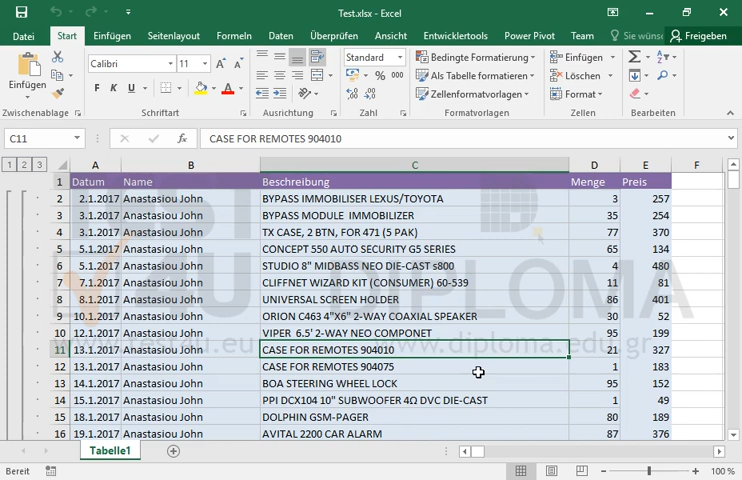 Test.xlsx - Excel
Datei Start Einfügen Seitenlayout Formeln Daten Überprüfen Ansicht Entwicklertools Power Pivot Team Sie wüns Freigeben
Einfügen
Calibri 11
F K U
Standard
% 000
Bedingte Formatierung
Als Tabelle formatieren
Zellenformatvorlagen
Einfügen
Löschen
Format
Zwischenablage Schriftart Ausrichtung Zahl Formatvorlagen Zellen Bearbeiten
C11 fx CASE FOR REMOTES 904010
1 2 3 A B C D E F
1 Datum Name Beschreibung Menge Preis
2 2.1.2017 Anastasiou John BYPASS IMMOBILISER LEXUS/TOYOTA 3 257
3 3.1.2017 Anastasiou John BYPASS MODULE IMMOBILIZER 35 254
4 3.1.2017 Anastasiou John TX CASE, 2 BTN, FOR 471 (5 PAK) 77 370
5 5.1.2017 Anastasiou John CONCEPT 550 AUTO SECURITY G5 SERIES 65 134
6 5.1.2017 Anastasiou John STUDIO 8" MIDBASS NEO DIE-CAST s800 4 480
7 7.1.2017 Anastasiou John CLIFFNET WIZARD KIT (CONSUMER) 60-539 11 81
8 8.1.2017 Anastasiou John UNIVERSAL SCREEN HOLDER 86 401
9 10.1.2017 Anastasiou John ORION C463 4"X6" 2-WAY COAXIAL SPEAKER 30 52
10 12.1.2017 Anastasiou John VIPER 6.5' 2-WAY NEO COMPONET 95 199
11 13.1.2017 Anastasiou John CASE FOR REMOTES 904010 21 327
12 13.1.2017 Anastasiou John CASE FOR REMOTES 904075 1 183
13 14.1.2017 Anastasiou John BOA STEERING WHEEL LOCK 95 152
14 15.1.2017 Anastasiou John PPI DCX104 10" SUBWOOFER 4Ω DVC DIE-CAST 1 49
15 18.1.2017 Anastasiou John DOLPHIN GSM-PAGER 80 189
16 19.1.2017 Anastasiou John AVITAL 2200 CAR ALARM 87 376
TEST
4U DIPLOMA
www.test4u.eu www.diploma.edu.gr
Tabelle1
Bereit 100%